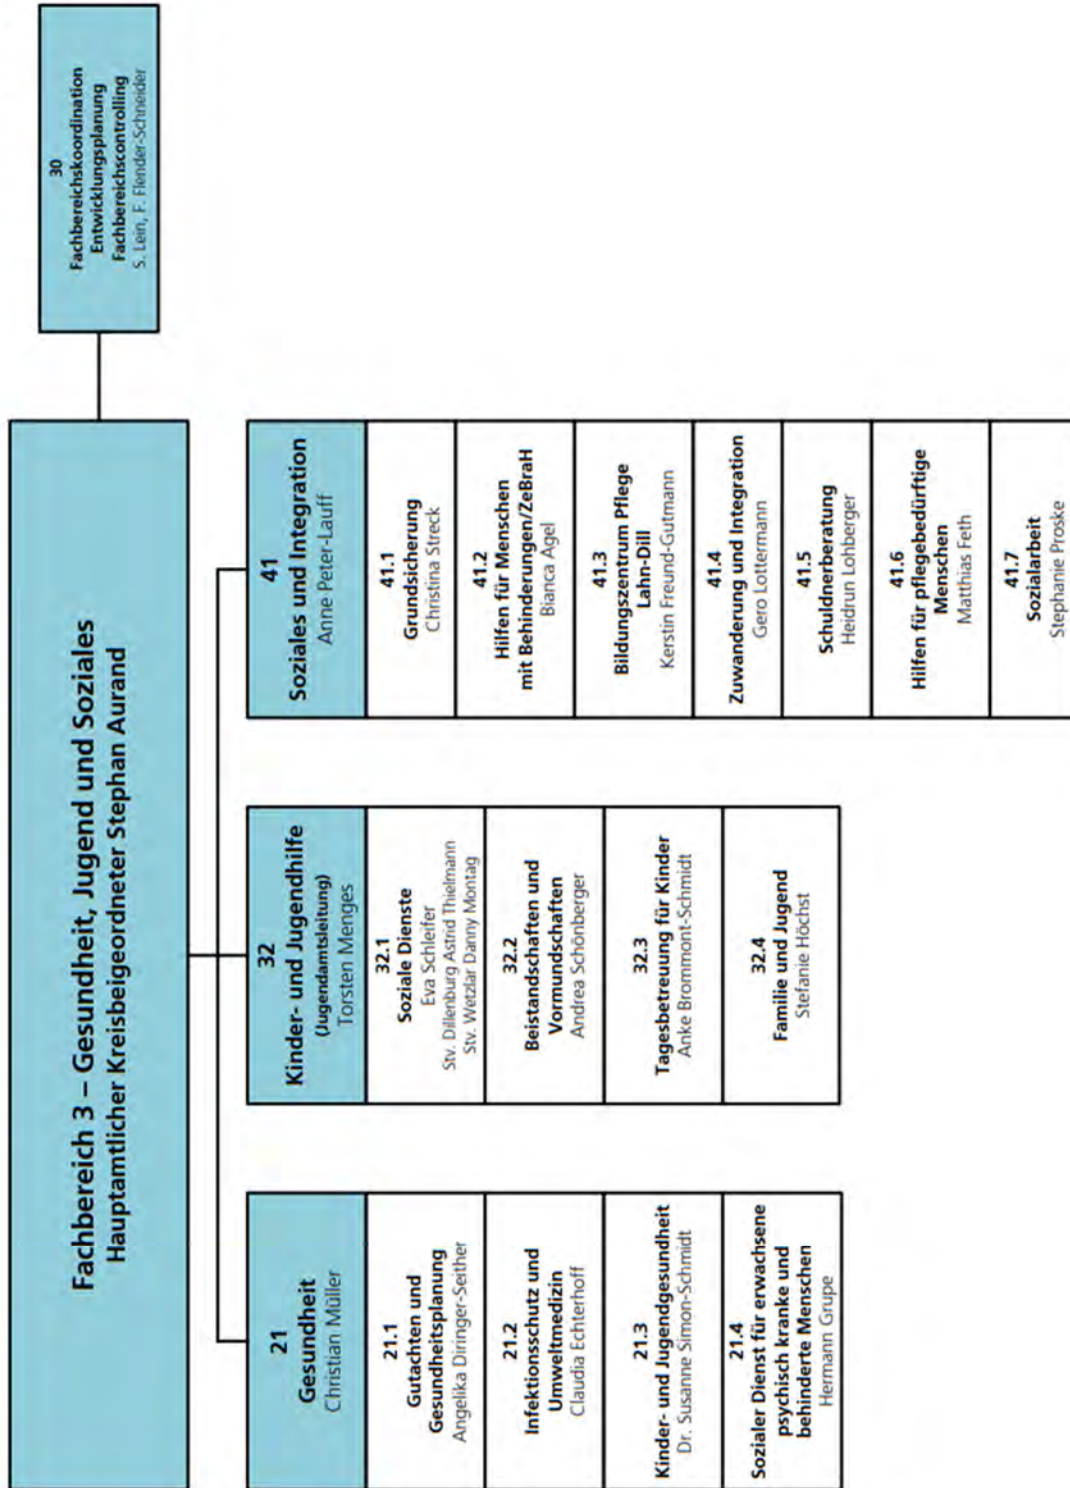 Fachbereich 3 – Gesundheit, Jugend und Soziales
Hauptamtlicher Kreisbeigeordneter Stephan Aurand
30
Fachbereichskoordination
Entwicklungsplanung
Fachbereichscontrolling
S. Lein, F. Flender-Schneider
21
Gesundheit
Christian Müller
21.1
Gutachten und
Gesundheitsplanung
Angelika Diringer-Seither
21.2
Infektionsschutz und
Umweltmedizin
Claudia Echterhoff
21.3
Kinder- und Jugendgesundheit
Dr. Susanne Simon-Schmidt
21.4
Sozialer Dienst für erwachsene
psychisch kranke und
behinderte Menschen
Hermann Grupe
32
Kinder- und Jugendhilfe
(Jugendamtsleitung)
Torsten Menges
32.1
Soziale Dienste
Eva Schleifer
Stv. Dillenburg Astrid Thielmann
Stv. Wetzlar Danny Montag
32.2
Beistandschaften und
Vormundschaften
Andrea Schönberger
32.3
Tagesbetreuung für Kinder
Anke Brommont-Schmidt
32.4
Familie und Jugend
Stefanie Höchst
41
Soziales und Integration
Anne Peter-Lauff
41.1
Grundsicherung
Christina Streck
41.2
Hilfen für Menschen
mit Behinderungen/ZeBraH
Bianca Agel
41.3
Bildungszentrum Pflege
Lahn-Dill
Kerstin Freund-Gutmann
41.4
Zuwanderung und Integration
Gero Lottermann
41.5
Schuldnerberatung
Heidrun Lohberger
41.6
Hilfen für pflegebedürftige
Menschen
Matthias Feth
41.7
Sozialarbeit
Stephanie Proske